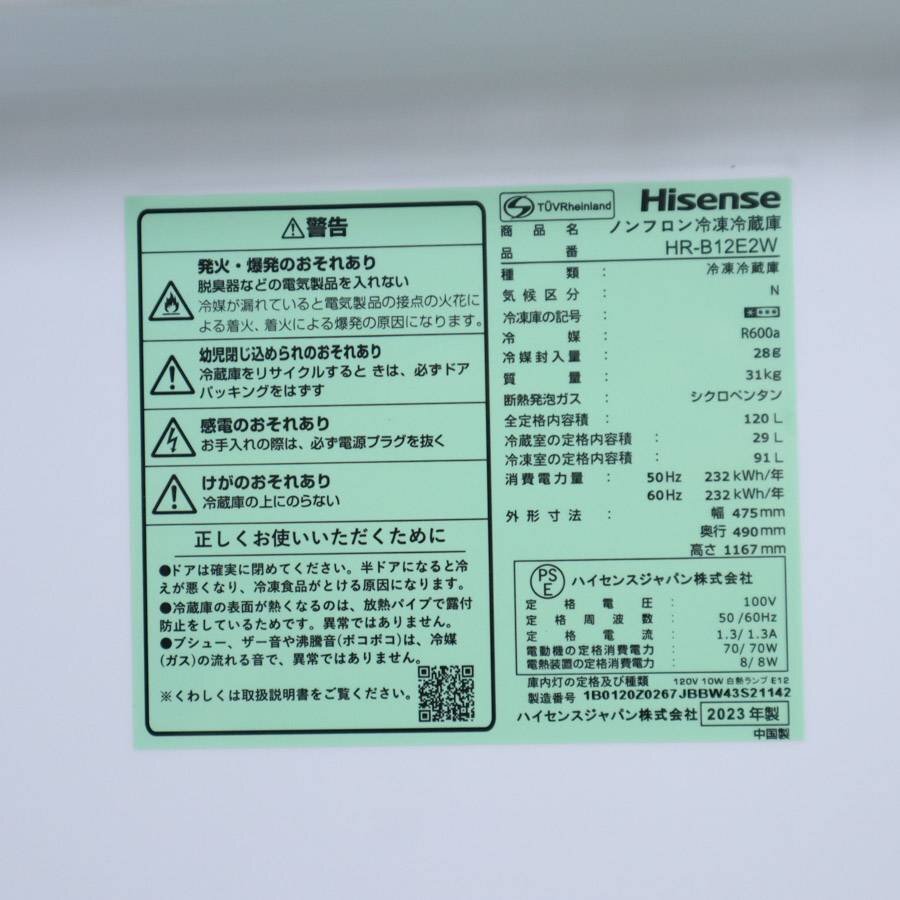 警告
発火・爆発のおそれあり
脱臭器などの電気製品を入れない
冷媒が漏れていると電気製品の接点の火花に
よる着火、着火による爆発の原因になります。
幼児閉じ込められのおそれあり
冷蔵庫をリサイクルすると きは、必ずドア
パッキングをはずす
感電のおそれあり
お手入れの際は、必ず電源プラグを抜く
けがのおそれあり
冷蔵庫の上にのらない
正しくお使いいただくために
●ドアは確実に閉めてください。半ドアになると冷
えが悪くなり、冷凍食品がとける原因になります。
●冷蔵庫の表面が熱くなるのは、放熱パイプで露付
防止をしているためです。異常ではありません。
●ブシュー、ザー音や沸騰音(ボコボコ)は、冷媒
(ガス)の流れる音で、異常ではありません。
※くわしくは取扱説明書をご覧ください。
TÜVRheinland Hisense
商品名 ノンフロン冷凍冷蔵庫
品番 HR-B12E2W
種類 : 冷凍冷蔵庫
気候区分 : N
冷凍庫の記号 :
冷媒 : R600a
冷媒封入量 : 28g
質量 : 31kg
断熱発泡ガス : シクロペンタン
全定格内容積 : 120 L
冷蔵室の定格内容積 : 29 L
冷凍室の定格内容積 : 91 L
消費電力量 : 50Hz 232 kWh/年
60Hz 232 kWh/年
外形寸法 : 幅 475mm
奥行 490mm
高さ 1167mm
PSE ハイセンスジャパン株式会社
定格電圧 : 100V
定格周波数 : 50/60Hz
定格電流 : 1.3/1.3A
電動機の定格消費電力 : 70/70W
電熱装置の定格消費電力 : 8/8W
庫内灯の定格及び種類 120V 10W 白熱ランプ E12
製造番号 1B0120Z0267JBBW43S21142
ハイセンスジャパン株式会社 2023 年製
中国製